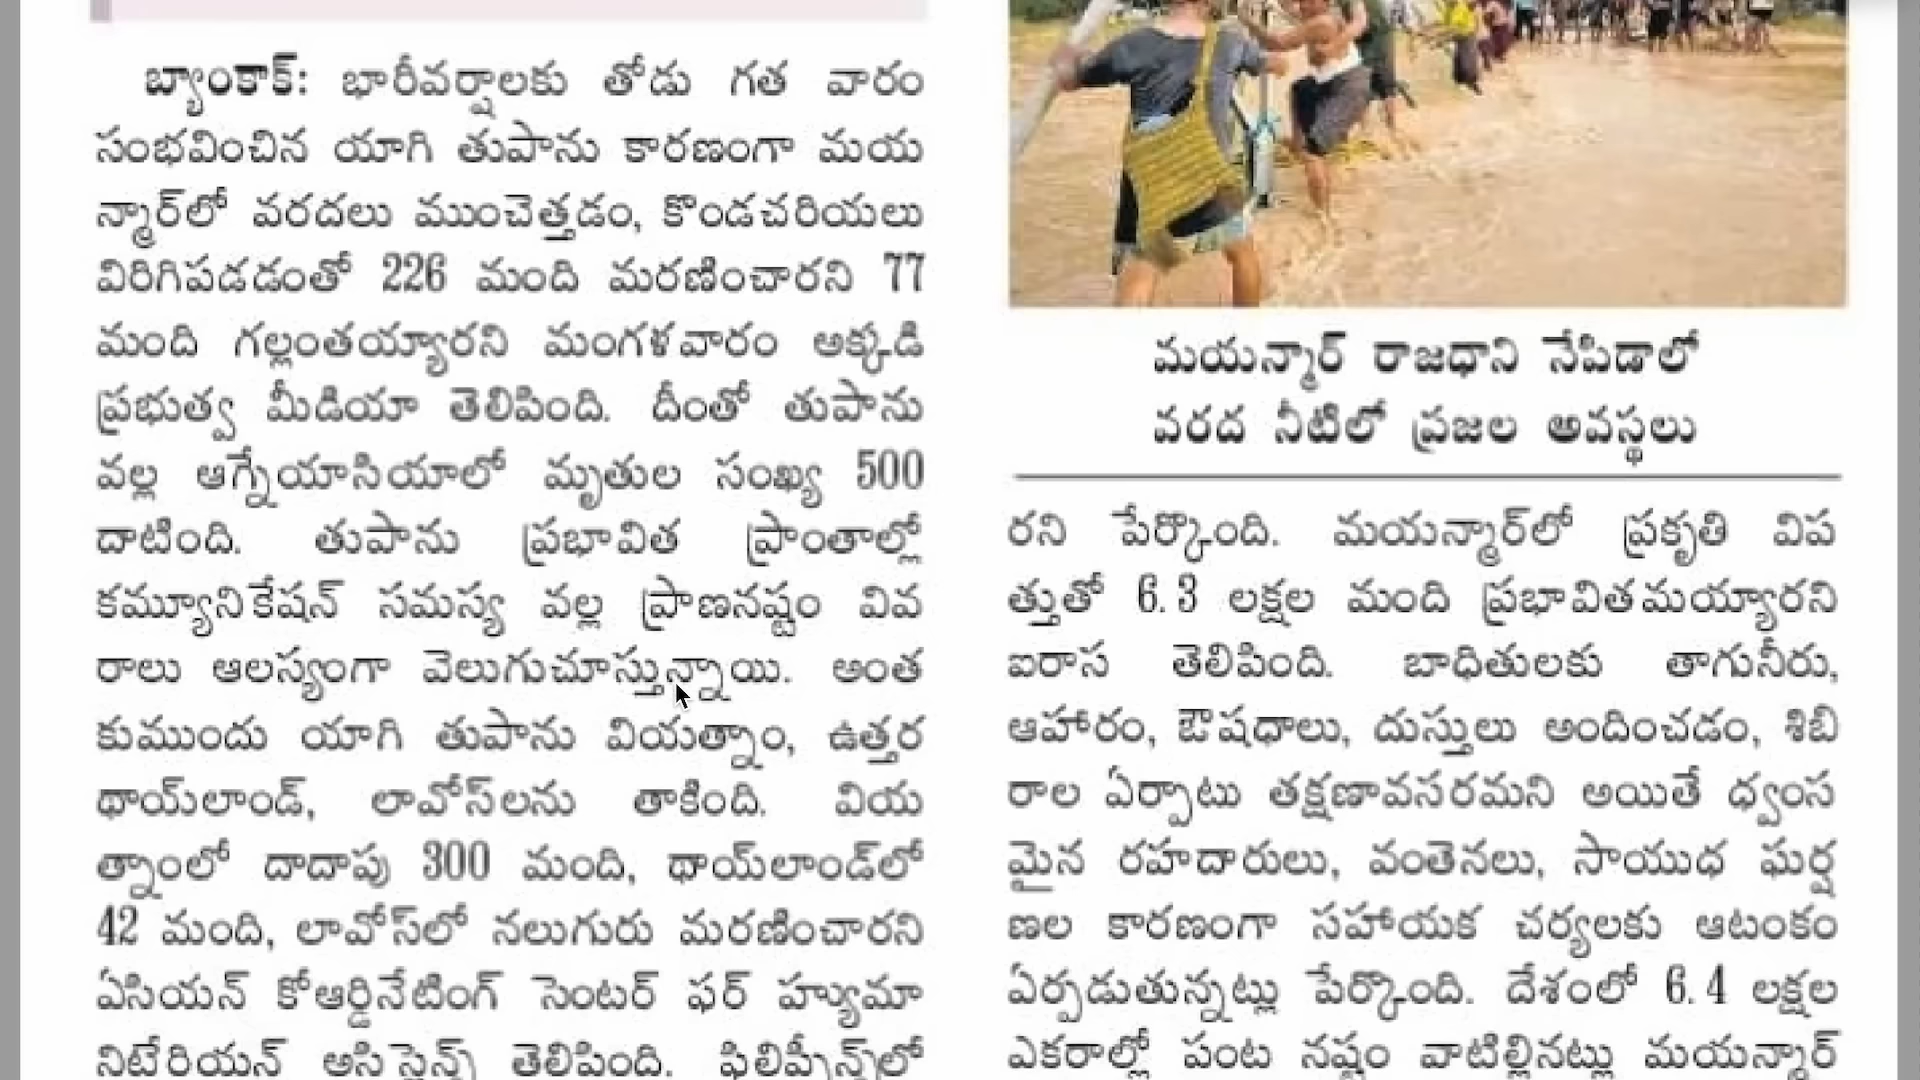 బ్యాంకాక్: భారీవర్షాలకు తోడు గత వారం
సంభవించిన యాగి తుపాను కారణంగా మయ
న్మార్‌లో వరదలు ముంచెత్తడం, కొండచరియలు
విరిగిపడడంతో 226 మంది మరణించారని 77
మంది గల్లంతయ్యారని మంగళవారం అక్కడి
ప్రభుత్వ మీడియా తెలిపింది. దీంతో తుపాను
వల్ల ఆగ్నేయాసియాలో మృతుల సంఖ్య 500
దాటింది. తుపాను ప్రభావిత ప్రాంతాల్లో
కమ్యూనికేషన్ సమస్య వల్ల ప్రాణనష్టం వివ
రాలు ఆలస్యంగా వెలుగుచూస్తున్నాయి. అంత
కుముందు యాగి తుపాను వియత్నాం, ఉత్తర
థాయ్‌లాండ్, లావోస్‌లను తాకింది. వియ
త్నాంలో దాదాపు 300 మంది, థాయ్‌లాండ్‌లో
42 మంది, లావోస్‌లో నలుగురు మరణించారని
ఏసియన్ కోఆర్డినేటింగ్ సెంటర్ ఫర్ హ్యుమా
నిటేరియన్ అసిస్టెన్స్ తెలిపింది. ఫిలిప్పీన్స్‌లో
మయన్మార్ రాజధాని నేపిడాలో
వరద నీటిలో ప్రజల అవస్థలు
రని పేర్కొంది. మయన్మార్‌లో ప్రకృతి విప
త్తుతో 6.3 లక్షల మంది ప్రభావితమయ్యారని
ఐరాస తెలిపింది. బాధితులకు తాగునీరు,
ఆహారం, ఔషధాలు, దుస్తులు అందించడం, శిబి
రాల ఏర్పాటు తక్షణావసరమని అయితే ధ్వంస
మైన రహదారులు, వంతెనలు, సాయుధ ఘర్ష
ణల కారణంగా సహాయక చర్యలకు ఆటంకం
ఏర్పడుతున్నట్లు పేర్కొంది. దేశంలో 6.4 లక్షల
ఎకరాల్లో పంట నష్టం వాటిల్లినట్లు మయన్మార్